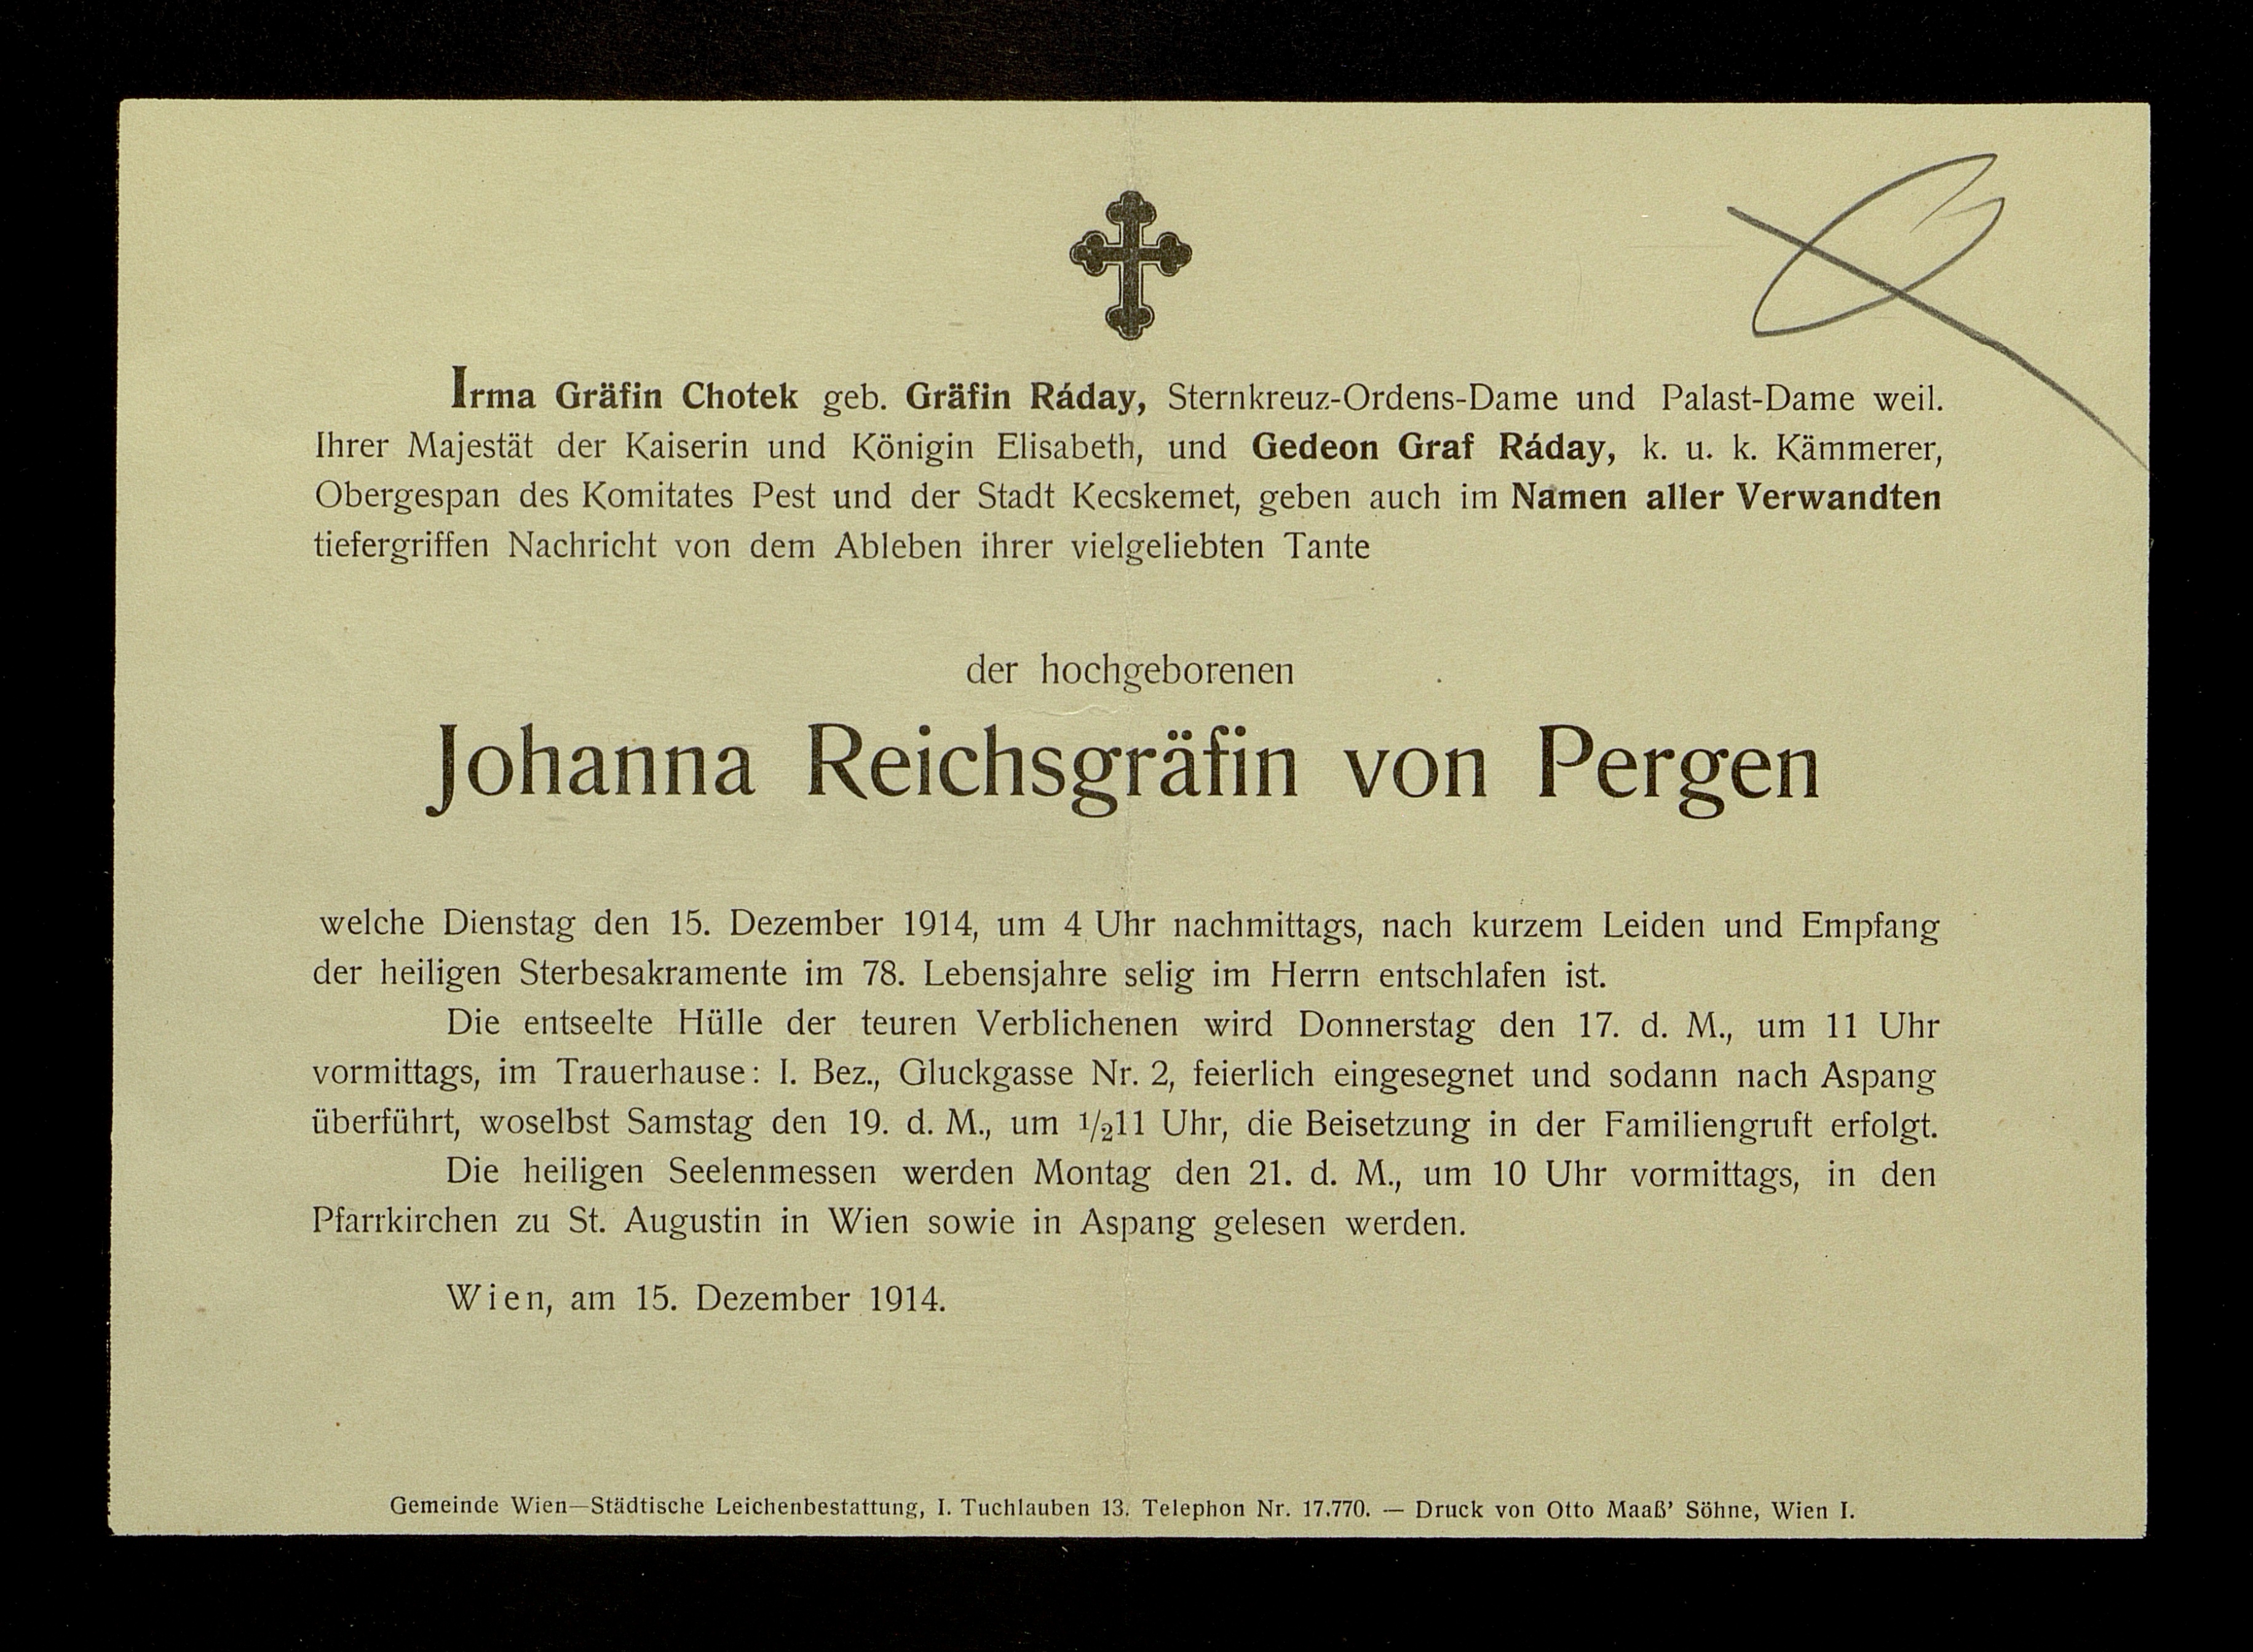 Irma Gräfin Chotek geb. Gräfin Ráday, Sternkreuz-Ordens-Dame und Palast-Dame weil.
Ihrer Majestät der Kaiserin und Königin Elisabeth, und Gedeon Graf Ráday, k. u. k. Kämmerer,
Obergespan des Komitates Pest und der Stadt Kecskemet, geben auch im Namen aller Verwandten
tiefergriffen Nachricht von dem Ableben ihrer vielgeliebten Tante
der hochgeborenen
Johanna Reichsgräfin von Pergen
welche Dienstag den 15. Dezember 1914, um 4 Uhr nachmittags, nach kurzem Leiden und Empfang
der heiligen Sterbesakramente im 78. Lebensjahre selig im Herrn entschlafen ist.
Die entseelte Hülle der teuren Verblichenen wird Donnerstag den 17. d. M., um 11 Uhr
vormittags, im Trauerhause: I. Bez., Gluckgasse Nr. 2, feierlich eingesegnet und sodann nach Aspang
überführt, woselbst Samstag den 19. d. M., um 1/211 Uhr, die Beisetzung in der Familiengruft erfolgt.
Die heiligen Seelenmessen werden Montag den 21. d. M., um 10 Uhr vormittags, in den
Pfarrkirchen zu St. Augustin in Wien sowie in Aspang gelesen werden.
Wien, am 15. Dezember 1914.
Gemeinde Wien—Städtische Leichenbestattung, I. Tuchlauben 13. Telephon Nr. 17.770. — Druck von Otto Maaß' Söhne, Wien I.